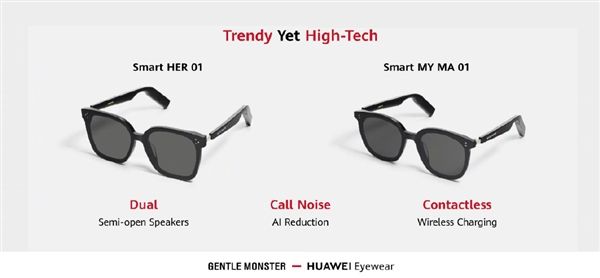 Trendy Yet High-Tech
Smart HER 01
Smart MY MA 01
Dual
Semi-open Speakers
Call Noise
AI Reduction
Contactless
Wireless Charging
GENTLE MONSTER — HUAWEI Eyewear